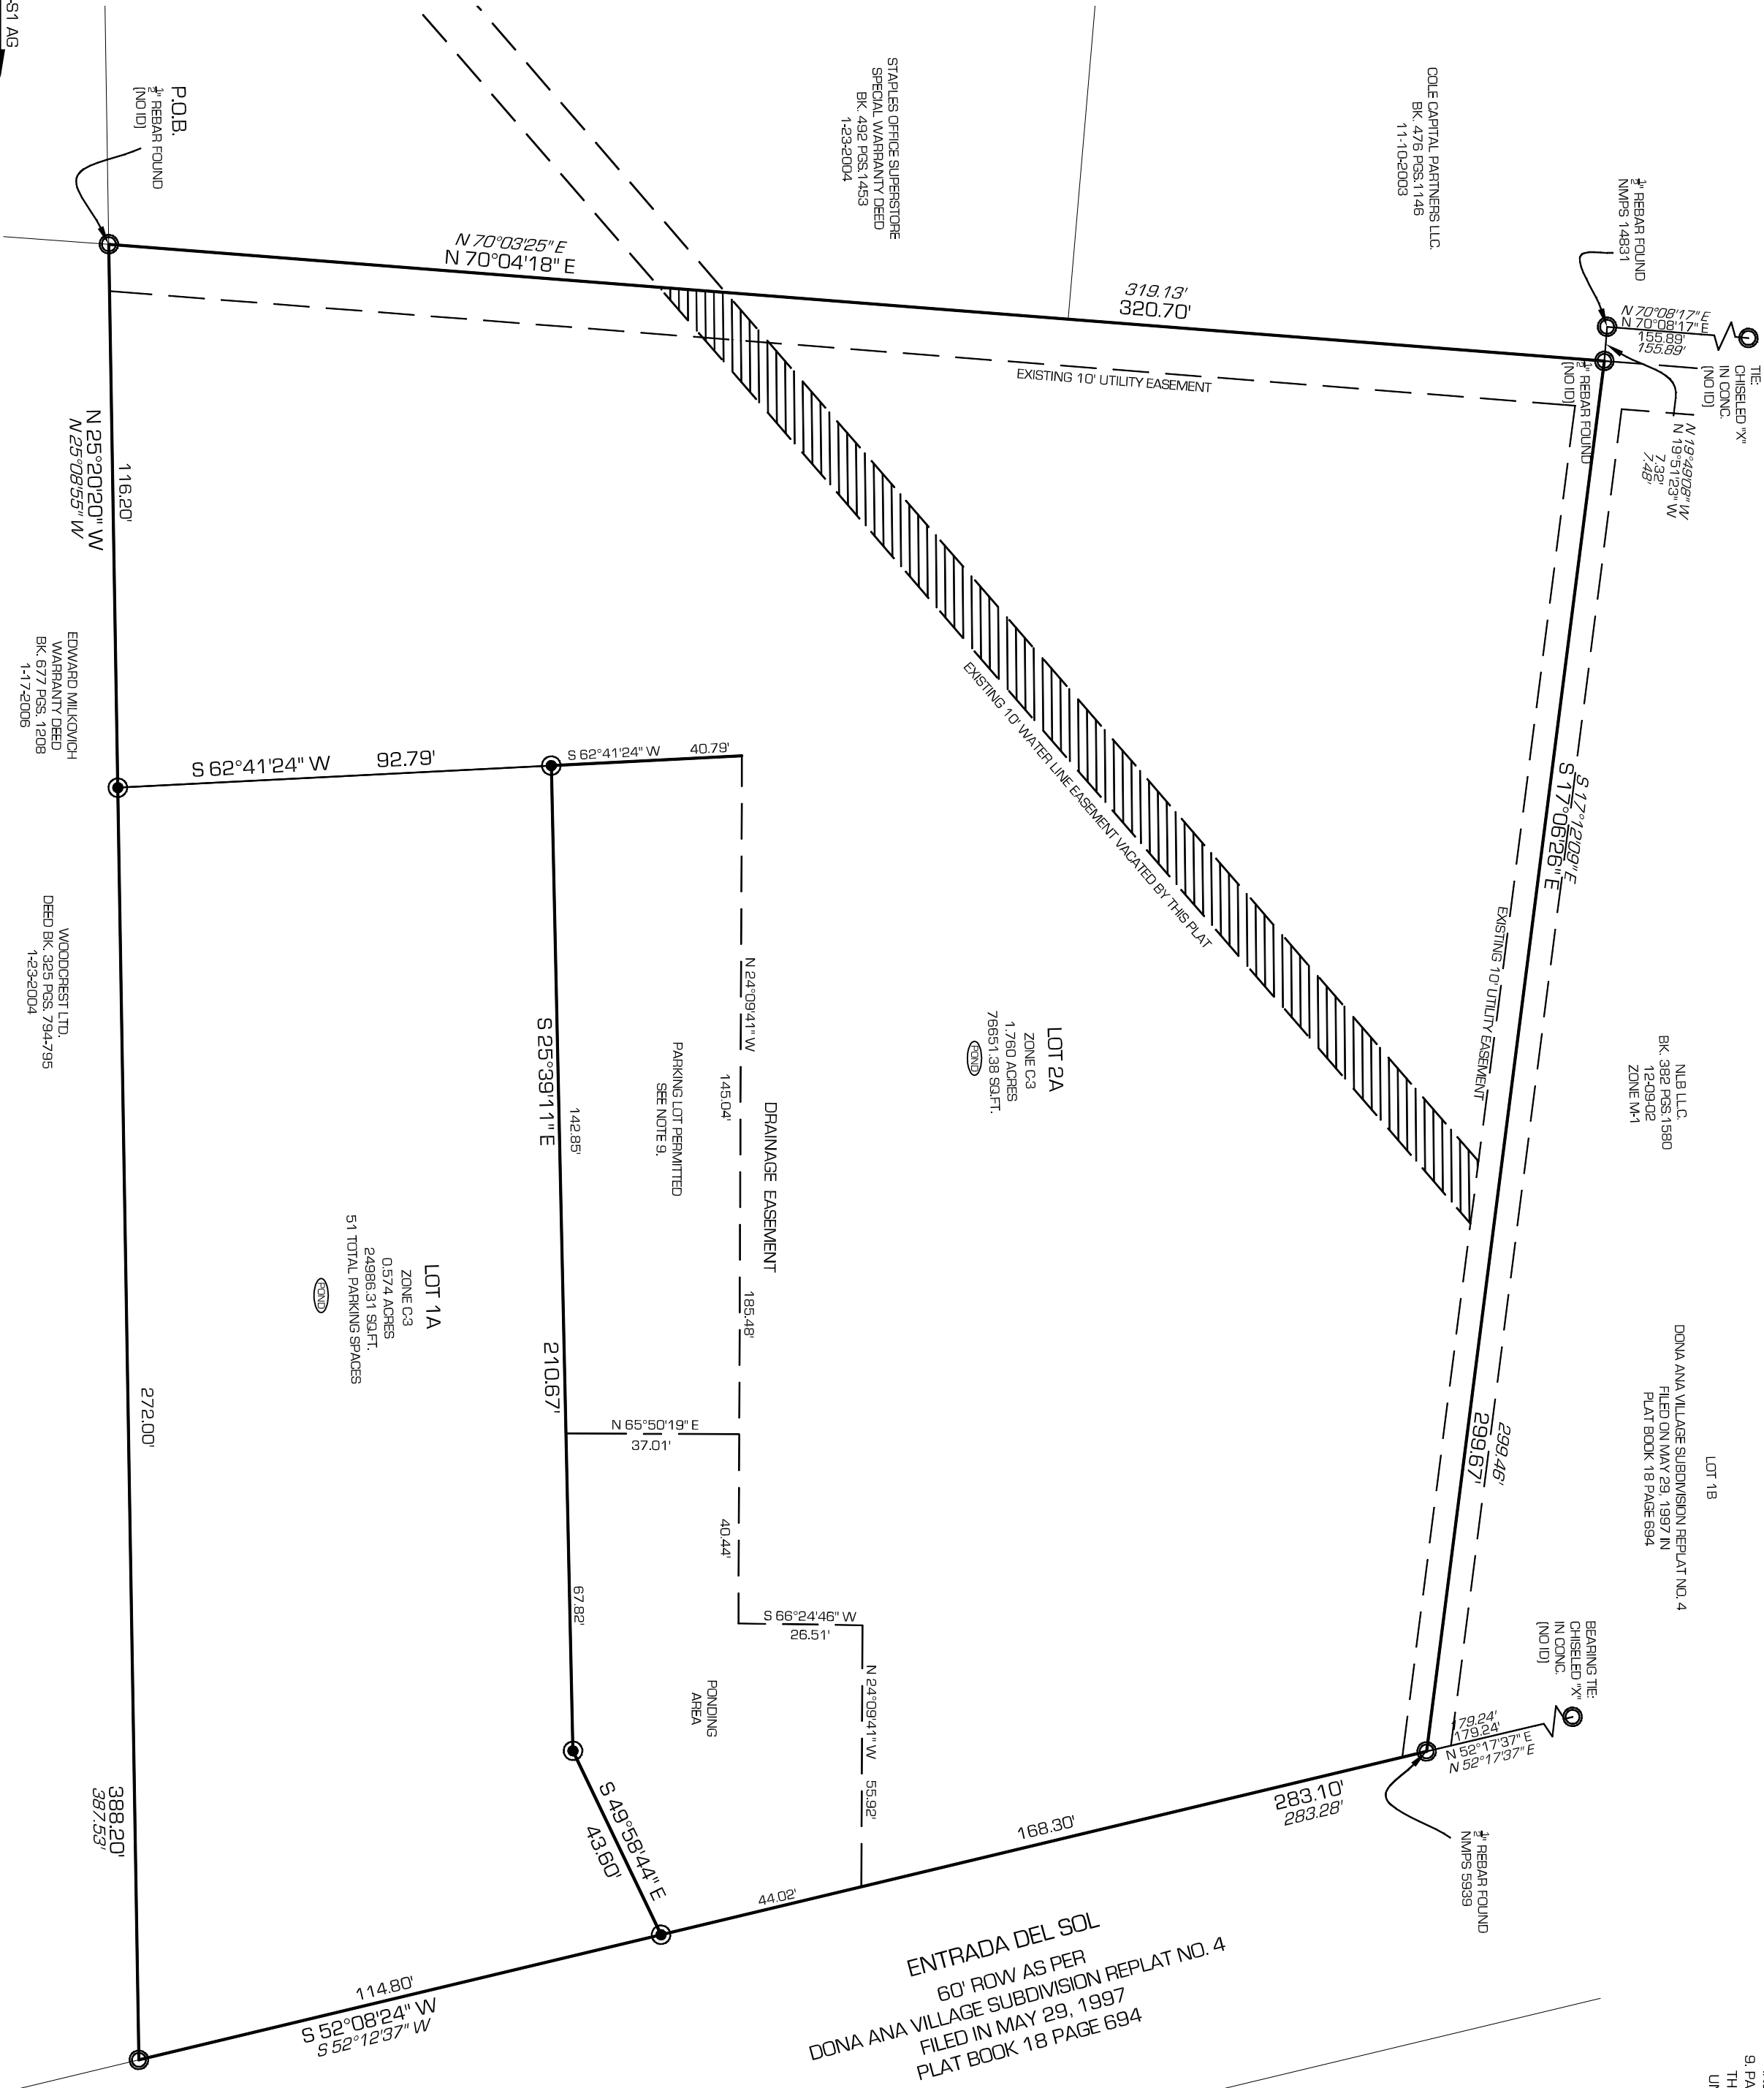 -S1 AG
P.O.B.
½" REBAR FOUND
(NO ID)
STAPLES OFFICE SUPERSTORE
SPECIAL WARRANTY DEED
BK. 492 PGS.1453
1-23-2004
COLE CAPITAL PARTNERS LLC.
BK. 476 PGS.1146
11-10-2003
½" REBAR FOUND
NMPS 14831
N 70°08'17" E
N 70°08'17" E
155.89'
155.89'
TIE:
CHISELED "X"
IN CONC.
(NO ID)
½" REBAR FOUND
(NO ID)
N 19°49'08" W
N 19°51'23" W
7.32'
7.48'
N 70°03'25" E
N 70°04'18" E
319.13'
320.70'
EXISTING 10' UTILITY EASEMENT
116.20'
N 25°20'20" W
N 25°08'55" W
EDWARD MILKOVICH
WARRANTY DEED
BK. 677 PGS. 1208
1-17-2006
S 62°41'24" W 92.79'
S 62°41'24" W 40.79'
EXISTING 10' WATER LINE EASEMENT VACATED BY THIS PLAT
S 17°12'09" E
S 17°06'26" E
EXISTING 10' UTILITY EASEMENT
WOODCREST LTD.
DEED BK. 325 PGS. 794-795
1-23-2004
N 24°09'41" W
145.04'
DRAINAGE EASEMENT
185.48'
PARKING LOT PERMITTED
SEE NOTE 9.
S 25°39'11" E
142.85'
210.67'
LOT 2A
ZONE C-3
1.760 ACRES
76651.38 SQ.FT.
POND
NLB LLC.
BK. 382 PGS.1580
12-09-02
ZONE M-1
LOT 1A
ZONE C-3
0.574 ACRES
24986.31 SQ.FT.
51 TOTAL PARKING SPACES
POND
LOT 1B
DONA ANA VILLAGE SUBDIVISION REPLAT NO. 4
FILED ON MAY 29, 1997 IN
PLAT BOOK 18 PAGE 694
272.00'
N 65°50'19" E
37.01'
299.46'
299.67'
40.44'
67.82'
S 66°24'46" W
26.51'
N 24°09'41" W
55.92'
PONDING
AREA
BEARING TIE:
CHISELED "X"
IN CONC.
(NO ID)
179.24'
179.24'
N 52°17'37" E
N 52°17'37" E
S 49°58'44" E
43.60'
388.20'
387.53'
283.10'
283.28'
168.30'
½" REBAR FOUND
NMPS 5939
44.02'
114.80'
S 52°08'24" W
S 52°12'37" W
ENTRADA DEL SOL
60' ROW AS PER
DONA ANA VILLAGE SUBDIVISION REPLAT NO. 4
FILED IN MAY 29, 1997
PLAT BOOK 18 PAGE 694
9. PA
TH